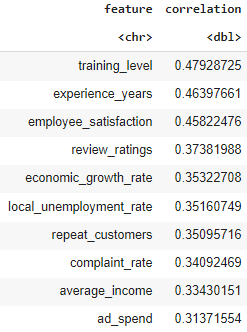 feature correlation
<chr> <dbl>
training_level 0.47928725
experience_years 0.46397661
employee_satisfaction 0.45822476
review_ratings 0.37381988
economic_growth_rate 0.35322708
local_unemployment_rate 0.35160749
repeat_customers 0.35095716
complaint_rate 0.34092469
average_income 0.33430151
ad_spend 0.31371554